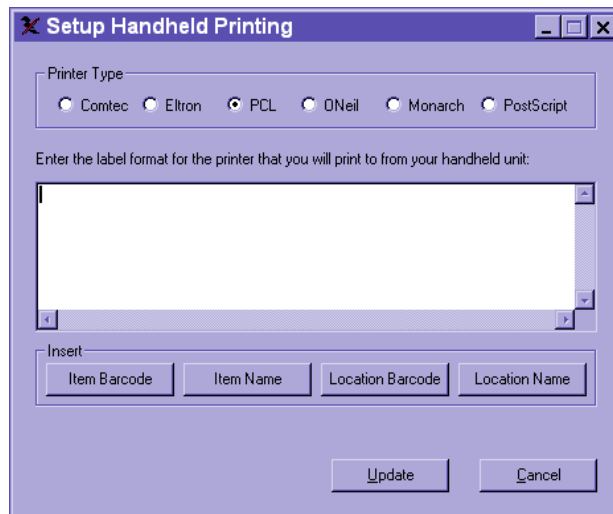 Setup Handheld Printing
Printer Type
Comtec Eltron PCL ONeil Monarch PostScript
Enter the label format for the printer that you will print to from your handheld unit:
Insert
Item Barcode Item Name Location Barcode Location Name
Update Cancel